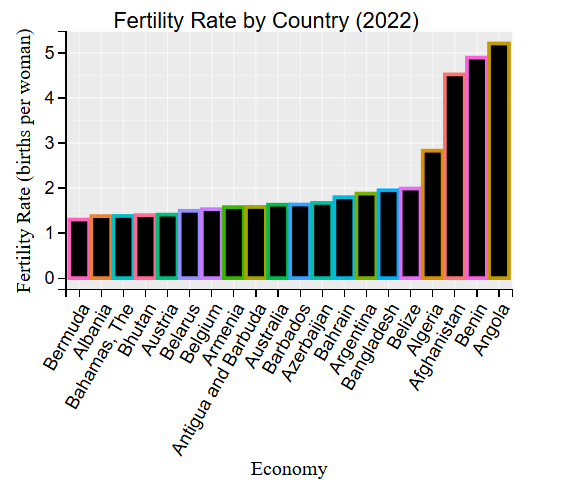 Fertility Rate by Country (2022)
Fertility Rate (births per woman)
5
4
3
2
1
0
Bermuda
Albania
Bahamas, The
Bhutan
Austria
Belarus
Belgium
Armenia
Antigua and Barbuda
Australia
Barbados
Azerbaijan
Bahrain
Argentina
Bangladesh
Belize
Algeria
Afghanistan
Benin
Angola
Economy